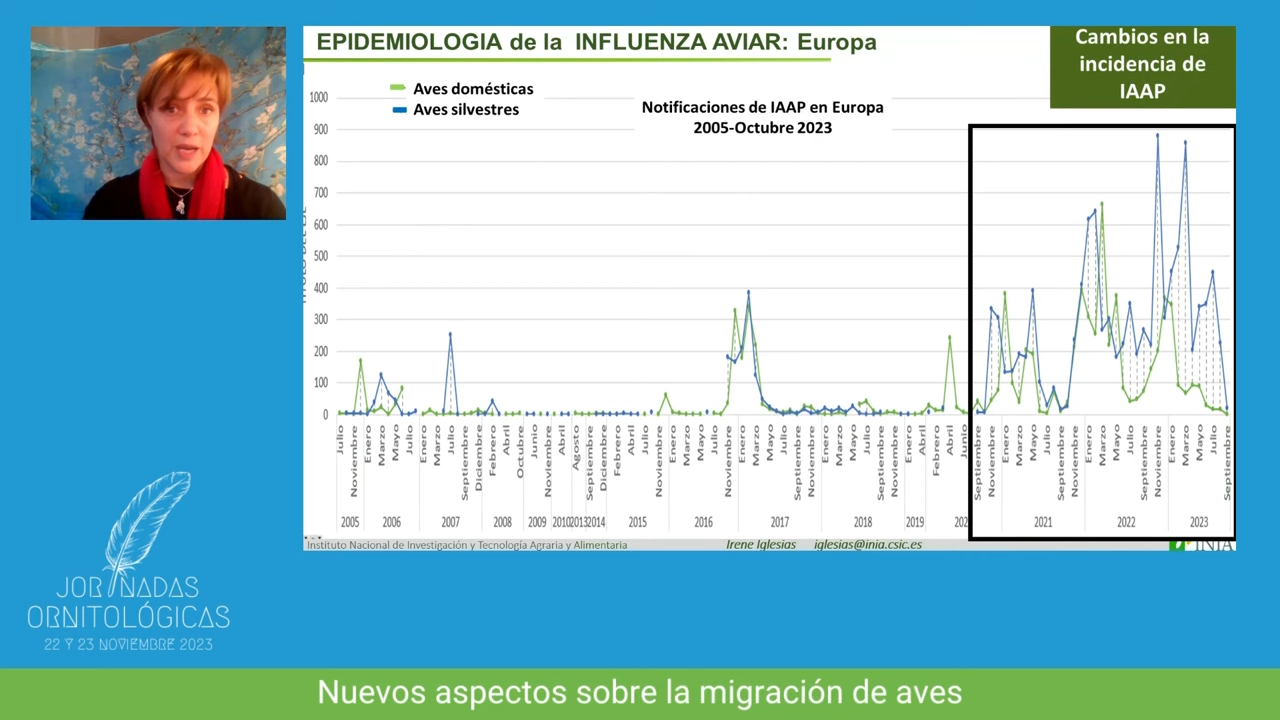 EPIDEMIOLOGIA de la INFLUENZA AVIAR: Europa
Cambios en la
incidencia de
IAAP
Aves domésticas
Aves silvestres
Notificaciones de IAAP en Europa
2005-Octubre 2023
1000
900
800
700
600
500
400
300
200
100
0
Julio
Noviembre
Enero
Marzo
Mayo
Julio
Enero
Marzo
Mayo
Julio
Septiembre
Diciembre
Febrero
Abril
Octubre
Junio
Noviembre
Abril
Agosto
Septiembre
Diciembre
Febrero
Abril
Julio
Noviembre
Enero
Marzo
Mayo
Julio
Noviembre
Enero
Marzo
Mayo
Julio
Septiembre
Noviembre
Enero
Marzo
Mayo
Julio
Septiembre
Noviembre
Enero
Abril
Febrero
Abril
Junio
Septiembre
Noviembre
Enero
Marzo
Mayo
Julio
Septiembre
Noviembre
Enero
Marzo
Mayo
Julio
Septiembre
Noviembre
Enero
Marzo
Mayo
Julio
Septiembre
2005 2006 2007 2008 2009 2010 2013 2014 2015 2016 2017 2018 2019 202 2021 2022 2023
Instituto Nacional de Investigación y Tecnología Agraria y Alimentaria Irene Iglesias iglesias@inia.csic.es INIA
JORNADAS
ORNITOLÓGICAS
22 Y 23 NOVIEMBRE 2023
Nuevos aspectos sobre la migración de aves